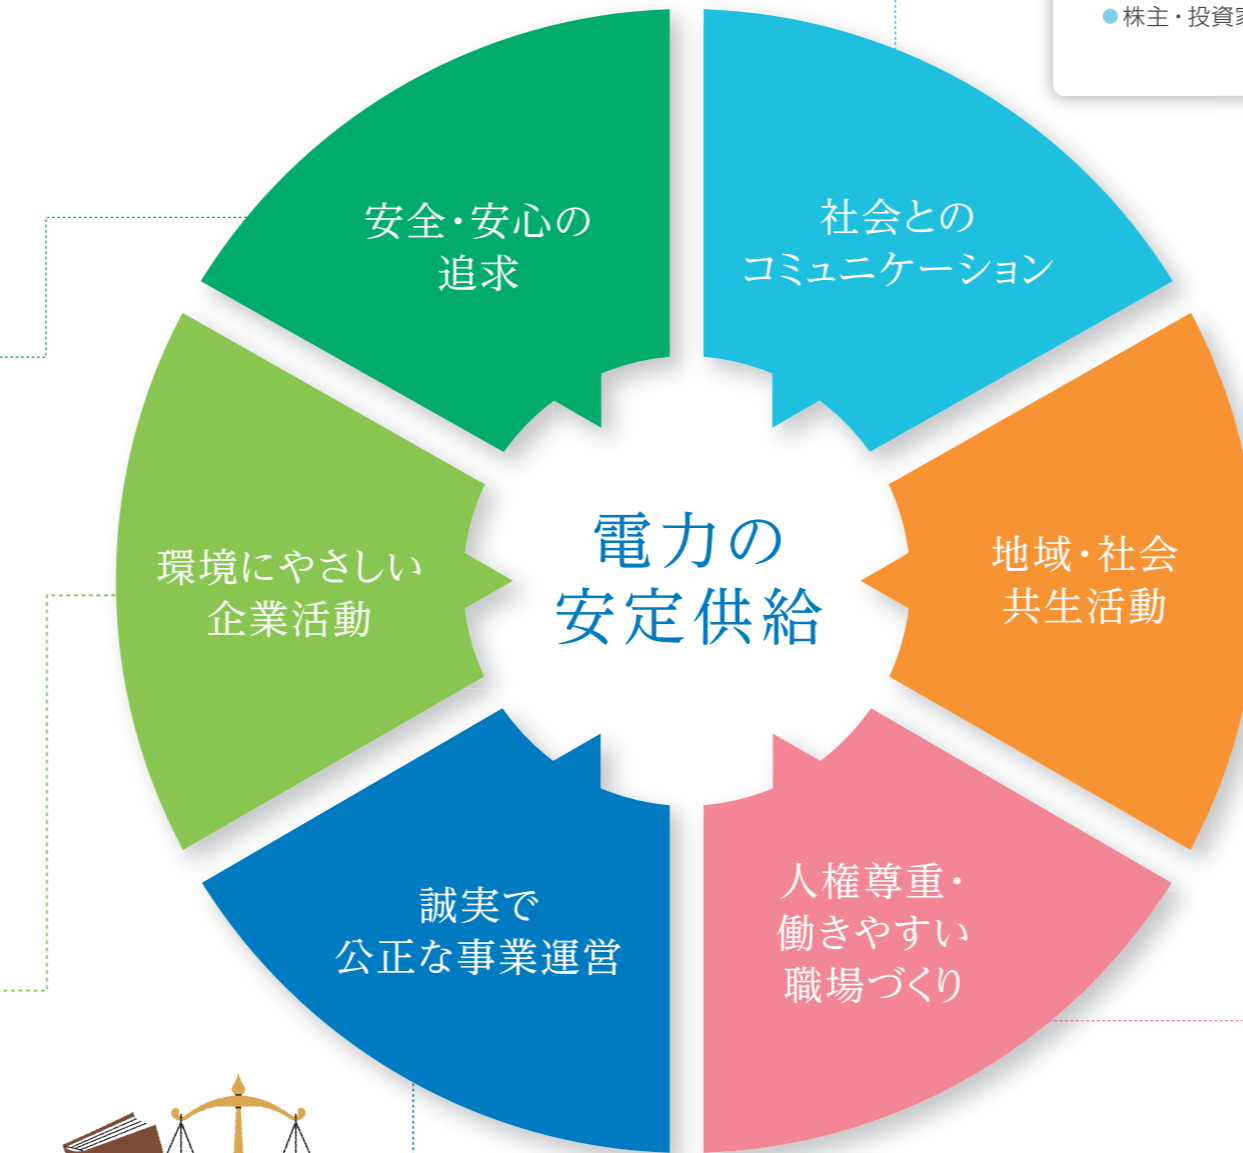 株主・投資家
安全・安心の
追求
社会との
コミュニケーション
環境にやさしい
企業活動
電力の
安定供給
地域・社会
共生活動
誠実で
公正な事業運営
人権尊重・
働きやすい
職場づくり